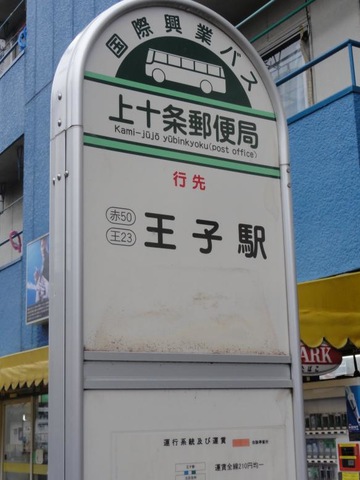 国際興業バス
上十条郵便局
Kami-jūjō yūbinkyoku(post office)
行先
赤50
王23
王子駅
ARK
運行系統及び運賃
運賃全線210円均一